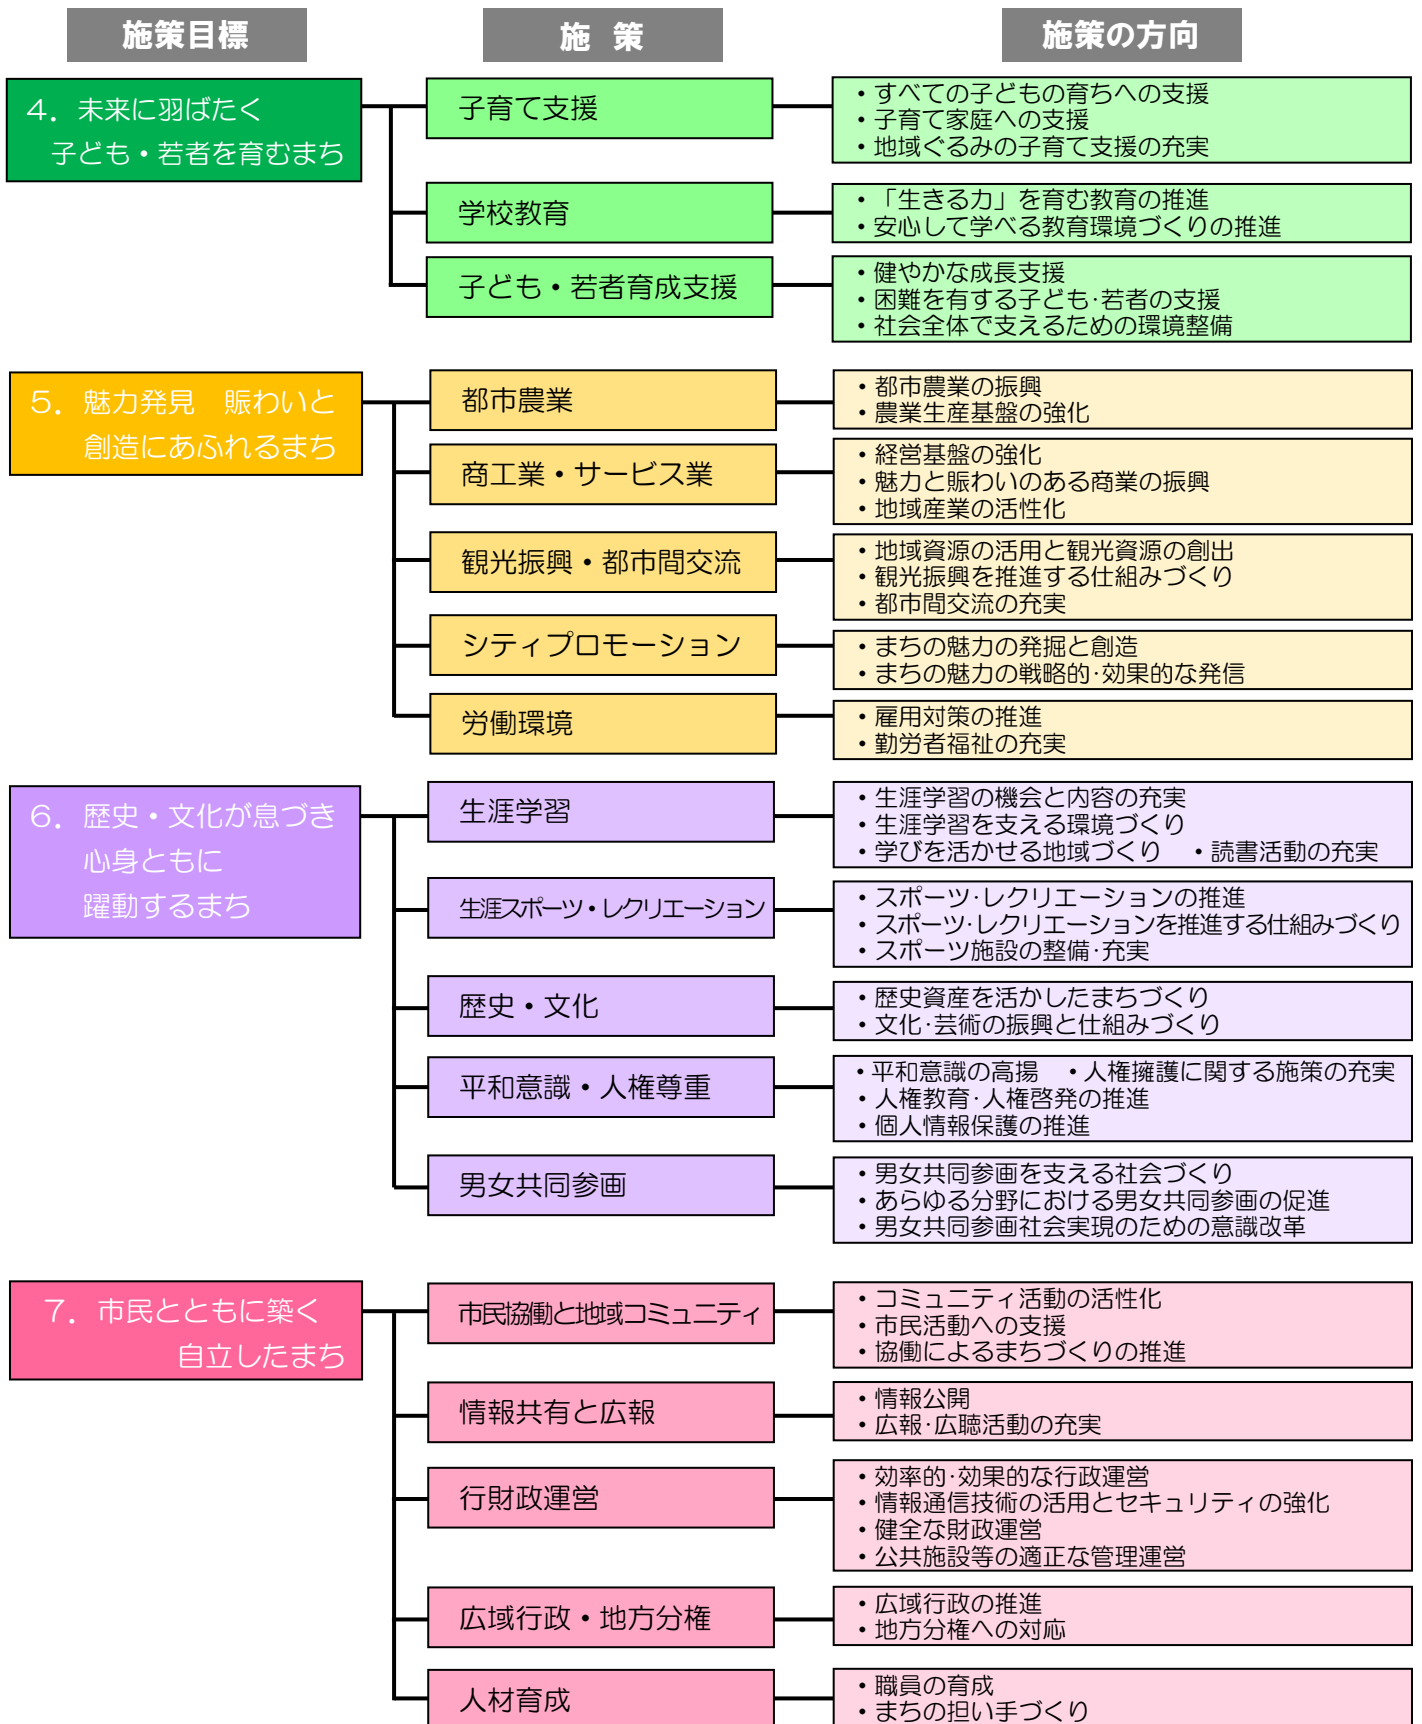 施策目標
施 策
施策の方向
４．未来に羽ばたく
子ども・若者を育むまち
子育て支援
・すべての子どもの育ちへの支援
・子育て家庭への支援
・地域ぐるみの子育て支援の充実
学校教育
・「生きる力」を育む教育の推進
・安心して学べる教育環境づくりの推進
子ども・若者育成支援
・健やかな成長支援
・困難を有する子ども･若者の支援
・社会全体で支えるための環境整備
５．魅力発見　賑わいと
創造にあふれるまち
都市農業
・都市農業の振興
・農業生産基盤の強化
商工業・サービス業
・経営基盤の強化
・魅力と賑わいのある商業の振興
・地域産業の活性化
観光振興・都市間交流
・地域資源の活用と観光資源の創出
・観光振興を推進する仕組みづくり
・都市間交流の充実
シティプロモーション
・まちの魅力の発掘と創造
・まちの魅力の戦略的･効果的な発信
労働環境
・雇用対策の推進
・勤労者福祉の充実
６．歴史・文化が息づき
心身ともに
躍動するまち
生涯学習
・生涯学習の機会と内容の充実
・生涯学習を支える環境づくり
・学びを活かせる地域づくり　・読書活動の充実
生涯スポーツ・レクリエーション
・スポーツ･レクリエーションの推進
・スポーツ･レクリエーションを推進する仕組みづくり
・スポーツ施設の整備･充実
歴史・文化
・歴史資産を活かしたまちづくり
・文化･芸術の振興と仕組みづくり
平和意識・人権尊重
・平和意識の高揚　・人権擁護に関する施策の充実
・人権教育･人権啓発の推進
・個人情報保護の推進
男女共同参画
・男女共同参画を支える社会づくり
・あらゆる分野における男女共同参画の促進
・男女共同参画社会実現のための意識改革
７．市民とともに築く
自立したまち
市民協働と地域コミュニティ
・コミュニティ活動の活性化
・市民活動への支援
・協働によるまちづくりの推進
情報共有と広報
・情報公開
・広報･広聴活動の充実
行財政運営
・効率的･効果的な行政運営
・情報通信技術の活用とセキュリティの強化
・健全な財政運営
・公共施設等の適正な管理運営
広域行政・地方分権
・広域行政の推進
・地方分権への対応
人材育成
・職員の育成
・まちの担い手づくり